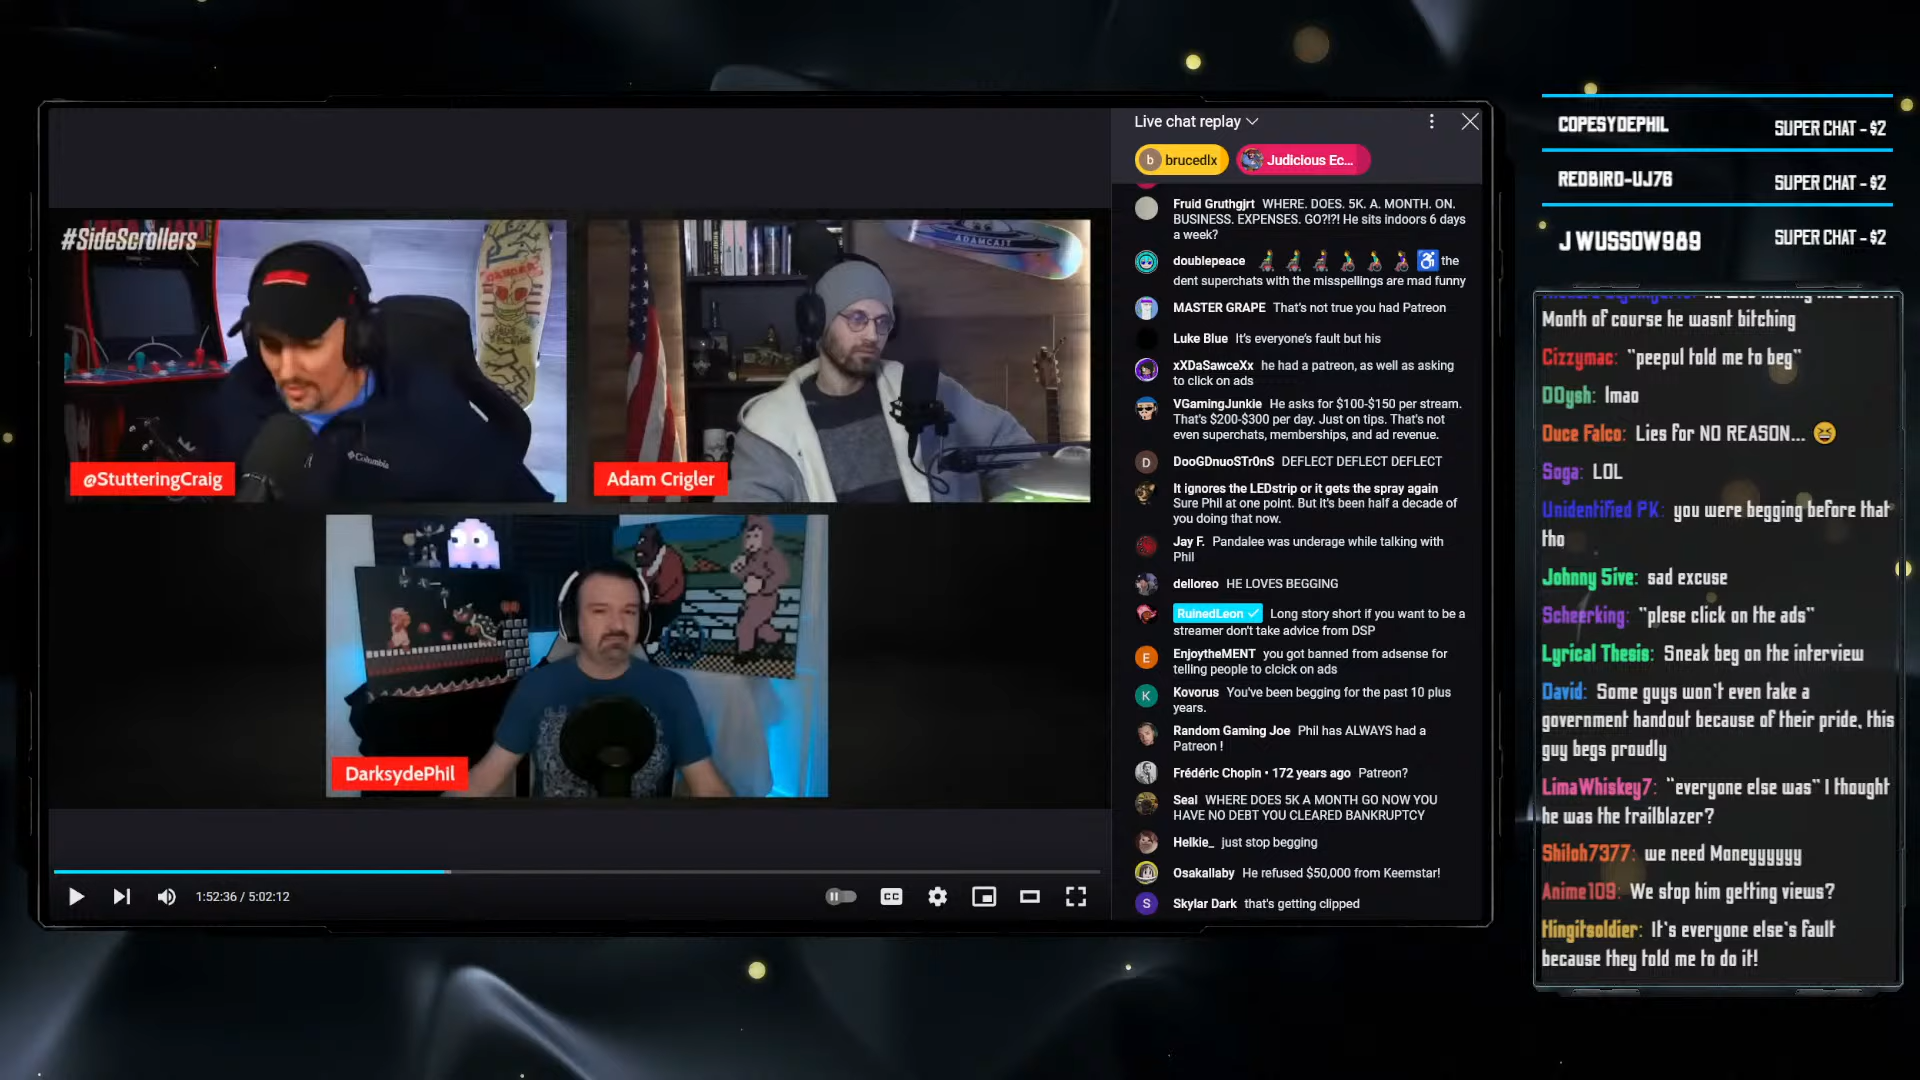 #SideScrollers
@StutteringCraig
ADAMCAST
Adam Crigler
DarksydePhil
1:52:36 / 5:02:12
CC
Live chat replay
b brucedlx
Judicious Ec...
Fruid Gruthgjrt WHERE. DOES. 5K. A. MONTH. ON.
BUSINESS. EXPENSES. GO?!?! He sits indoors 6 days
a week?
doublepeace the
dent superchats with the misspellings are mad funny
MASTER GRAPE That's not true you had Patreon
Luke Blue It's everyone's fault but his
xXDaSawceXx he had a patreon, as well as asking
to click on ads
VGamingJunkie He asks for $100-$150 per stream.
That's $200-$300 per day. Just on tips. That's not
even superchats, memberships, and ad revenue.
D DooGDnuoSTr0nS DEFLECT DEFLECT DEFLECT
It ignores the LEDstrip or it gets the spray again
Sure Phil at one point. But it's been half a decade of
you doing that now.
Jay F. Pandalee was underage while talking with
Phil
delloreo HE LOVES BEGGING
RuinedLeon Long story short if you want to be a
streamer don't take advice from DSP
E EnjoytheMENT you got banned from adsense for
telling people to clcick on ads
K Kovorus You've been begging for the past 10 plus
years.
Random Gaming Joe Phil has ALWAYS had a
Patreon !
Frédéric Chopin • 172 years ago Patreon?
Seal WHERE DOES 5K A MONTH GO NOW YOU
HAVE NO DEBT YOU CLEARED BANKRUPTCY
Helkie_ just stop begging
Osakallaby He refused $50,000 from Keemstar!
S Skylar Dark that's getting clipped
COPESYDEPHIL SUPER CHAT - $2
REDBIRD-UJ76 SUPER CHAT - $2
J WUSSOW989 SUPER CHAT - $2
Month of course he wasnt bitching
Cizzymac: "peepul told me to beg"
DOysh: lmao
Duce Falco: Lies for NO REASON...
Soga: LOL
Unidentified PK: you were begging before that
tho
Johnny 5ive: sad excuse
Scheerking: "plese click on the ads"
Lyrical Thesis: Sneak beg on the interview
David: Some guys won't even take a
government handout because of their pride, this
guy begs proudly
LimaWhiskey7: "everyone else was" I thought
he was the trailblazer?
Shiloh7377: we need Moneyyyyyy
Anime109: We stop him getting views?
Hingitsoldier: It's everyone else's fault
because they told me to do it!